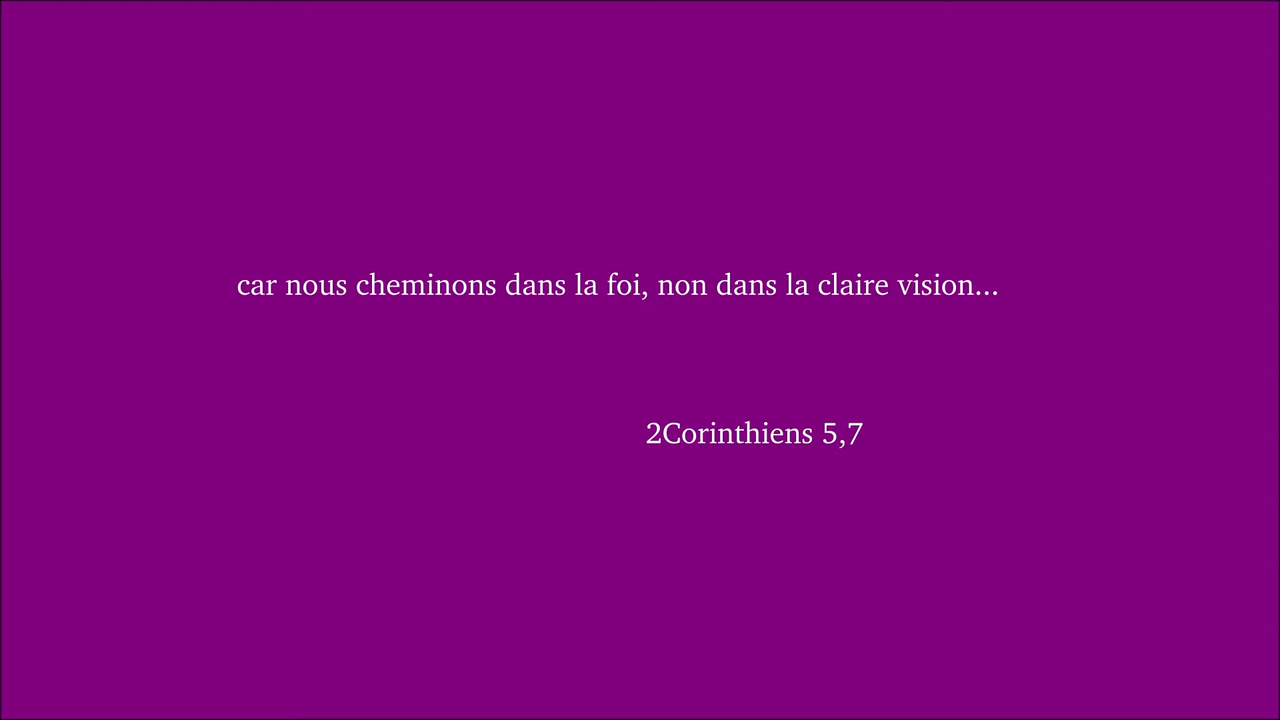 car nous cheminons dans la foi, non dans la claire vision...
2Corinthiens 5,7